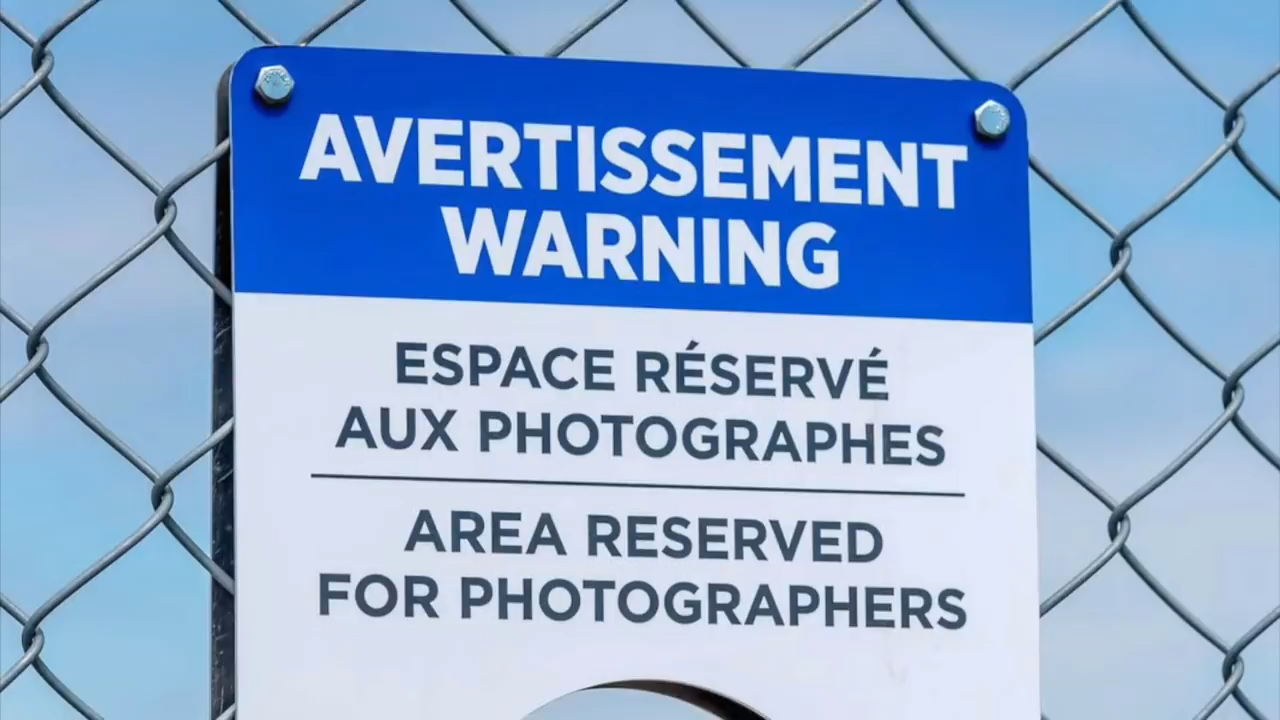 AVERTISSEMENT
WARNING
ESPACE RÉSERVÉ
AUX PHOTOGRAPHES
AREA RESERVED
FOR PHOTOGRAPHERS